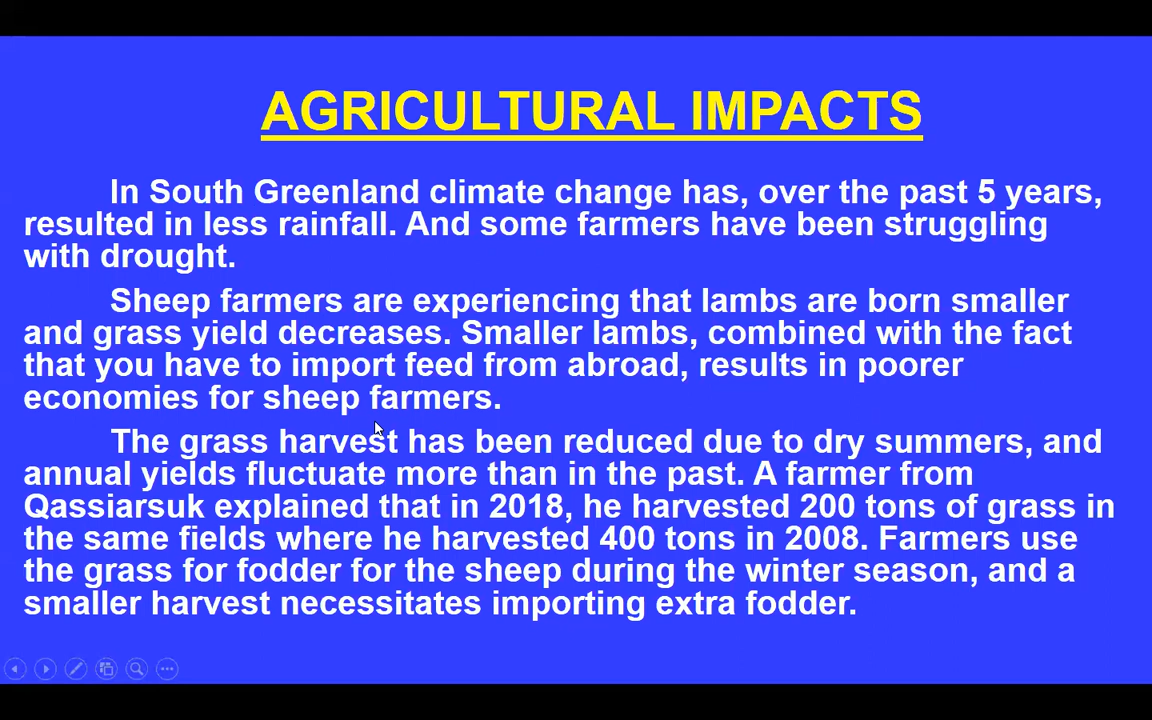 AGRICULTURAL IMPACTS
In South Greenland climate change has, over the past 5 years,
resulted in less rainfall. And some farmers have been struggling
with drought.
Sheep farmers are experiencing that lambs are born smaller
and grass yield decreases. Smaller lambs, combined with the fact
that you have to import feed from abroad, results in poorer
economies for sheep farmers.
The grass harvest has been reduced due to dry summers, and
annual yields fluctuate more than in the past. A farmer from
Qassiarsuk explained that in 2018, he harvested 200 tons of grass in
the same fields where he harvested 400 tons in 2008. Farmers use
the grass for fodder for the sheep during the winter season, and a
smaller harvest necessitates importing extra fodder.